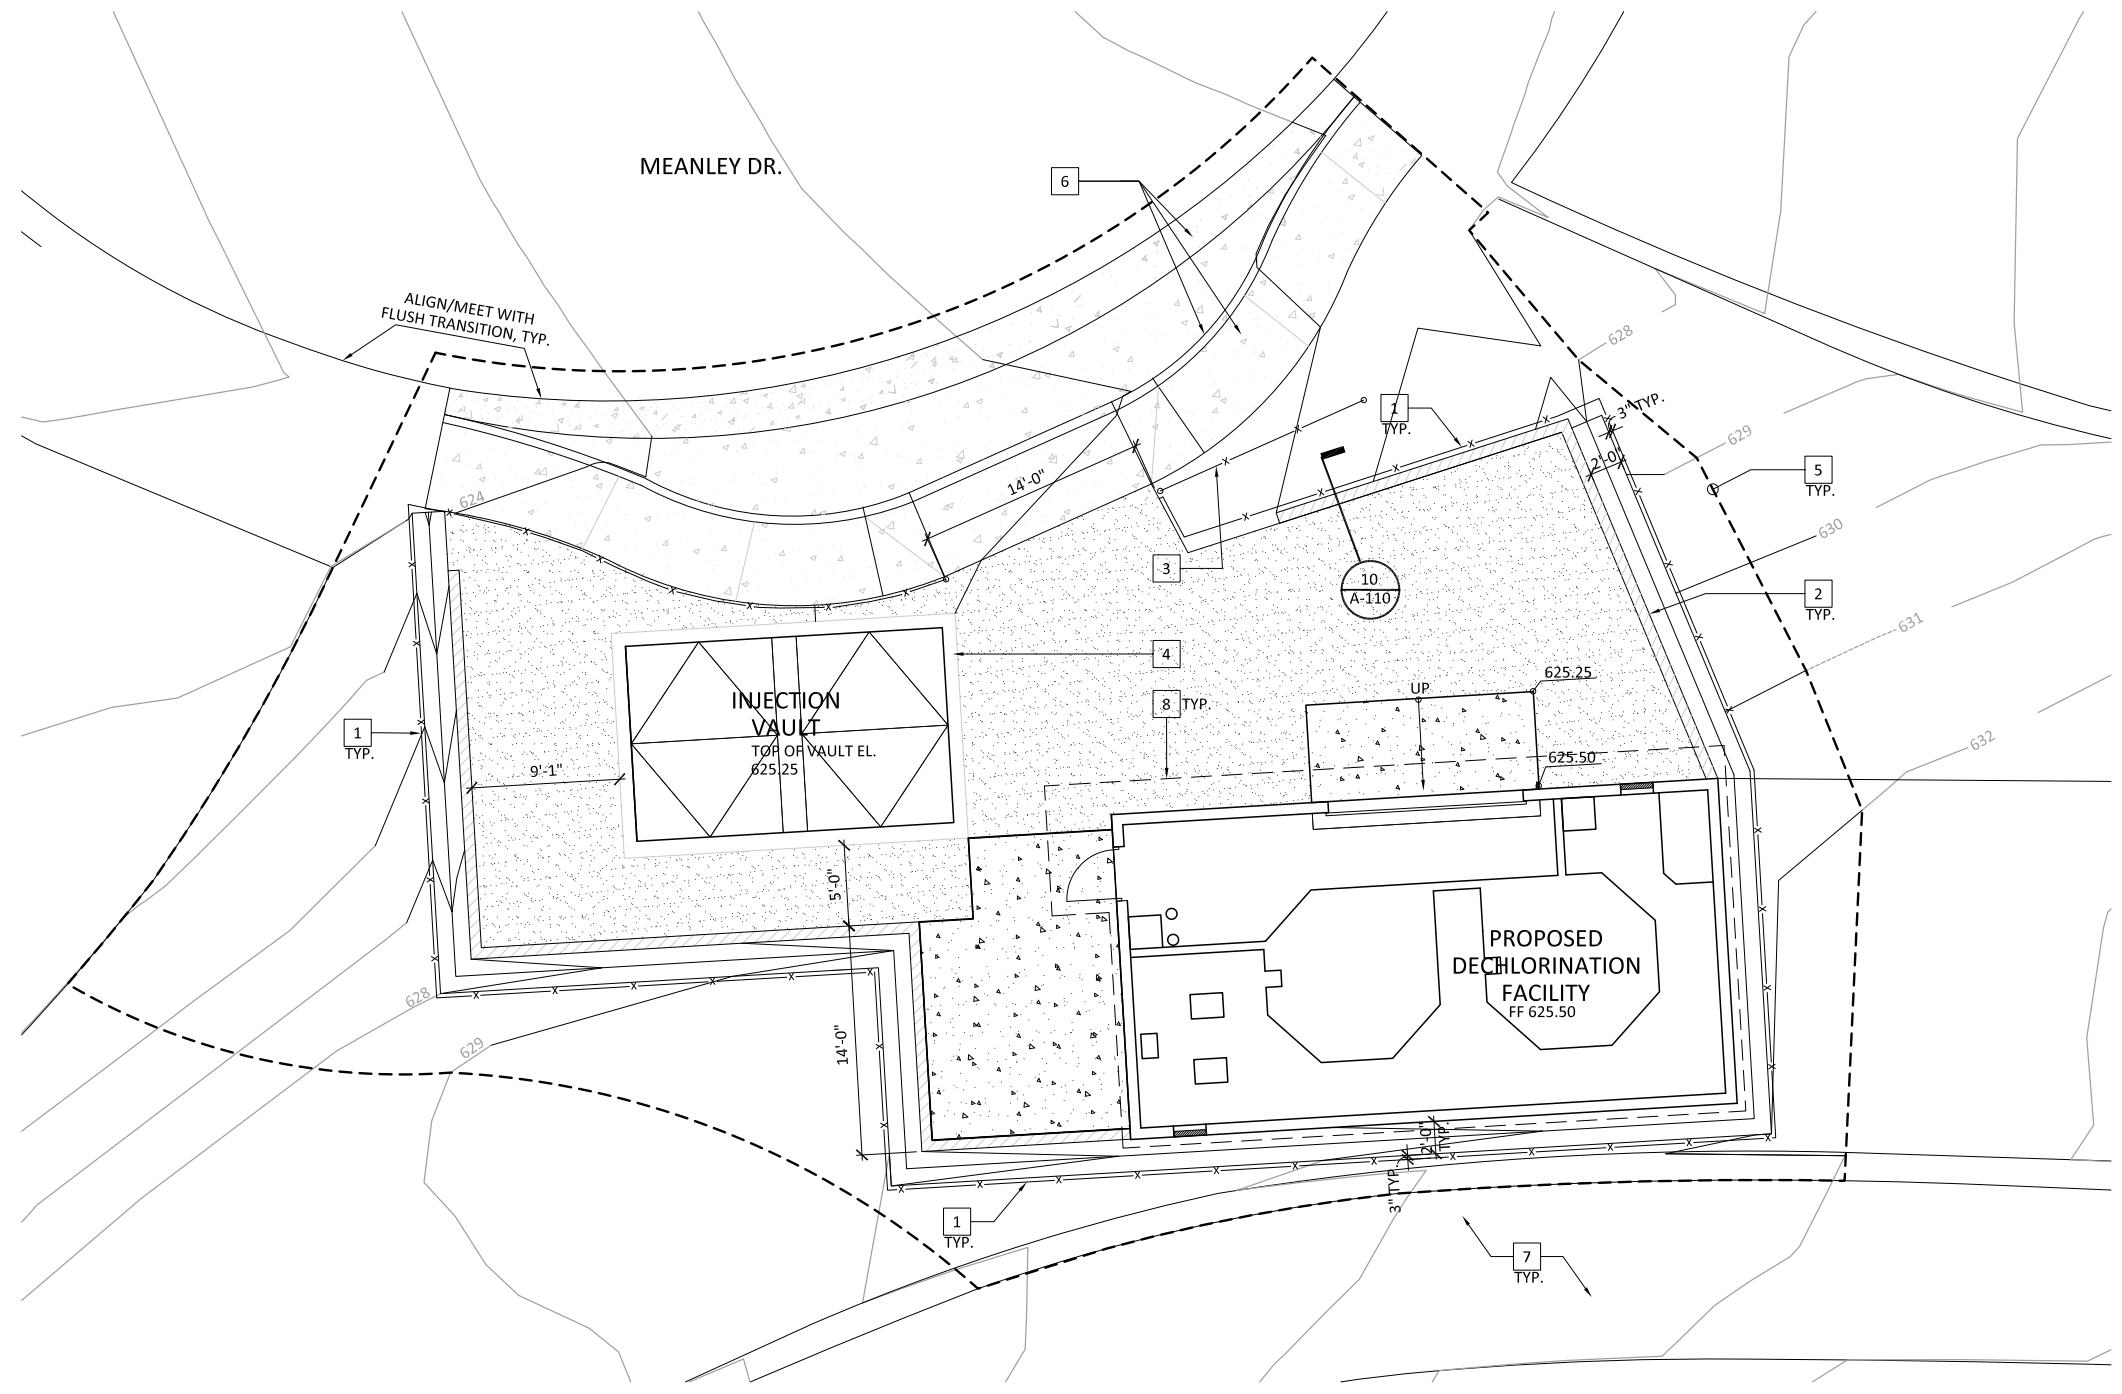 MEANLEY DR.
6
ALIGN/MEET WITH
FLUSH TRANSITION, TYP.
628
1
TYP.
3" TYP.
629
2'-0"
5
TYP.
14'-0"
624
630
3
10
A-110
2
TYP.
631
4
625.25
UP
8 TYP.
INJECTION
VAULT
TOP OF VAULT EL.
625.25
1
TYP.
9'-1"
625.50
632
5'-0"
PROPOSED
DECHLORINATION
FACILITY
FF 625.50
628
629
14'-0"
2'-0"
TYP.
3" TYP.
1
TYP.
7
TYP.
X